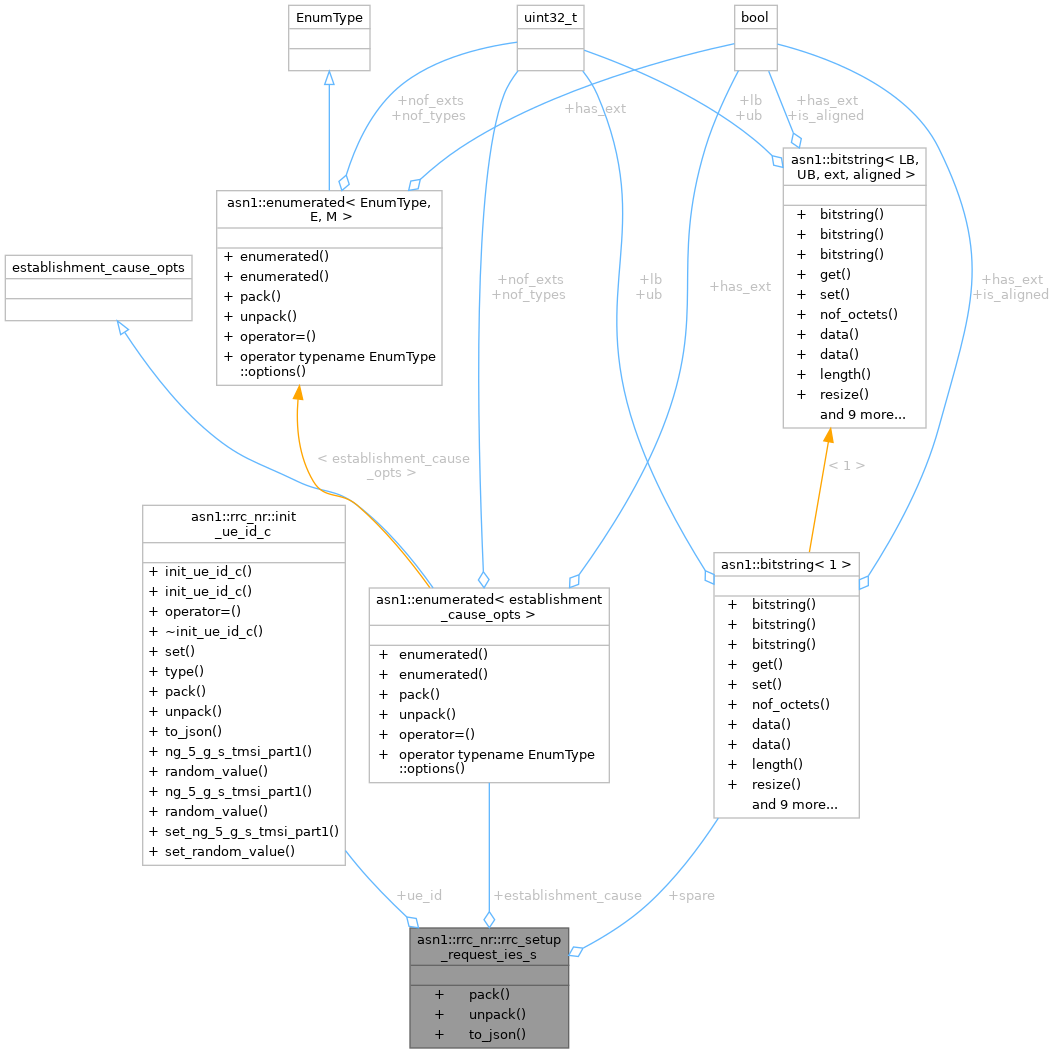 EnumType
uint32_t
bool
+nof_exts
+nof_types
+has_ext
+lb
+ub
+has_ext
+is_aligned
asn1::bitstring< LB,
UB, ext, aligned >
+ bitstring()
+ bitstring()
+ bitstring()
+ get()
+ set()
+ nof_octets()
+ data()
+ data()
+ length()
+ resize()
and 9 more...
asn1::enumerated< EnumType,
E, M >
+ enumerated()
+ enumerated()
+ pack()
+ unpack()
+ operator=()
+ operator typename EnumType
::options()
establishment_cause_opts
+nof_exts
+nof_types
+lb
+ub
+has_ext
+has_ext
+is_aligned
< establishment_cause
_opts >
< 1 >
asn1::rrc_nr::init
_ue_id_c
+ init_ue_id_c()
+ init_ue_id_c()
+ operator=()
+ ~init_ue_id_c()
+ set()
+ type()
+ pack()
+ unpack()
+ to_json()
+ ng_5_g_s_tmsi_part1()
+ random_value()
+ ng_5_g_s_tmsi_part1()
+ random_value()
+ set_ng_5_g_s_tmsi_part1()
+ set_random_value()
asn1::enumerated< establishment
_cause_opts >
+ enumerated()
+ enumerated()
+ pack()
+ unpack()
+ operator=()
+ operator typename EnumType
::options()
asn1::bitstring< 1 >
+ bitstring()
+ bitstring()
+ bitstring()
+ get()
+ set()
+ nof_octets()
+ data()
+ data()
+ length()
+ resize()
and 9 more...
+ue_id
+establishment_cause
+spare
asn1::rrc_nr::rrc_setup
_request_ies_s
+ pack()
+ unpack()
+ to_json()